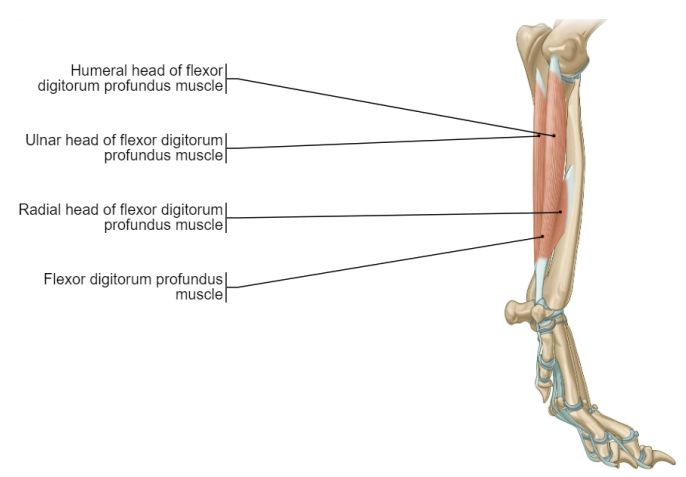 Humeral head of flexor
digitorum profundus muscle
Ulnar head of flexor digitorum
profundus muscle
Radial head of flexor digitorum
profundus muscle
Flexor digitorum profundus
muscle